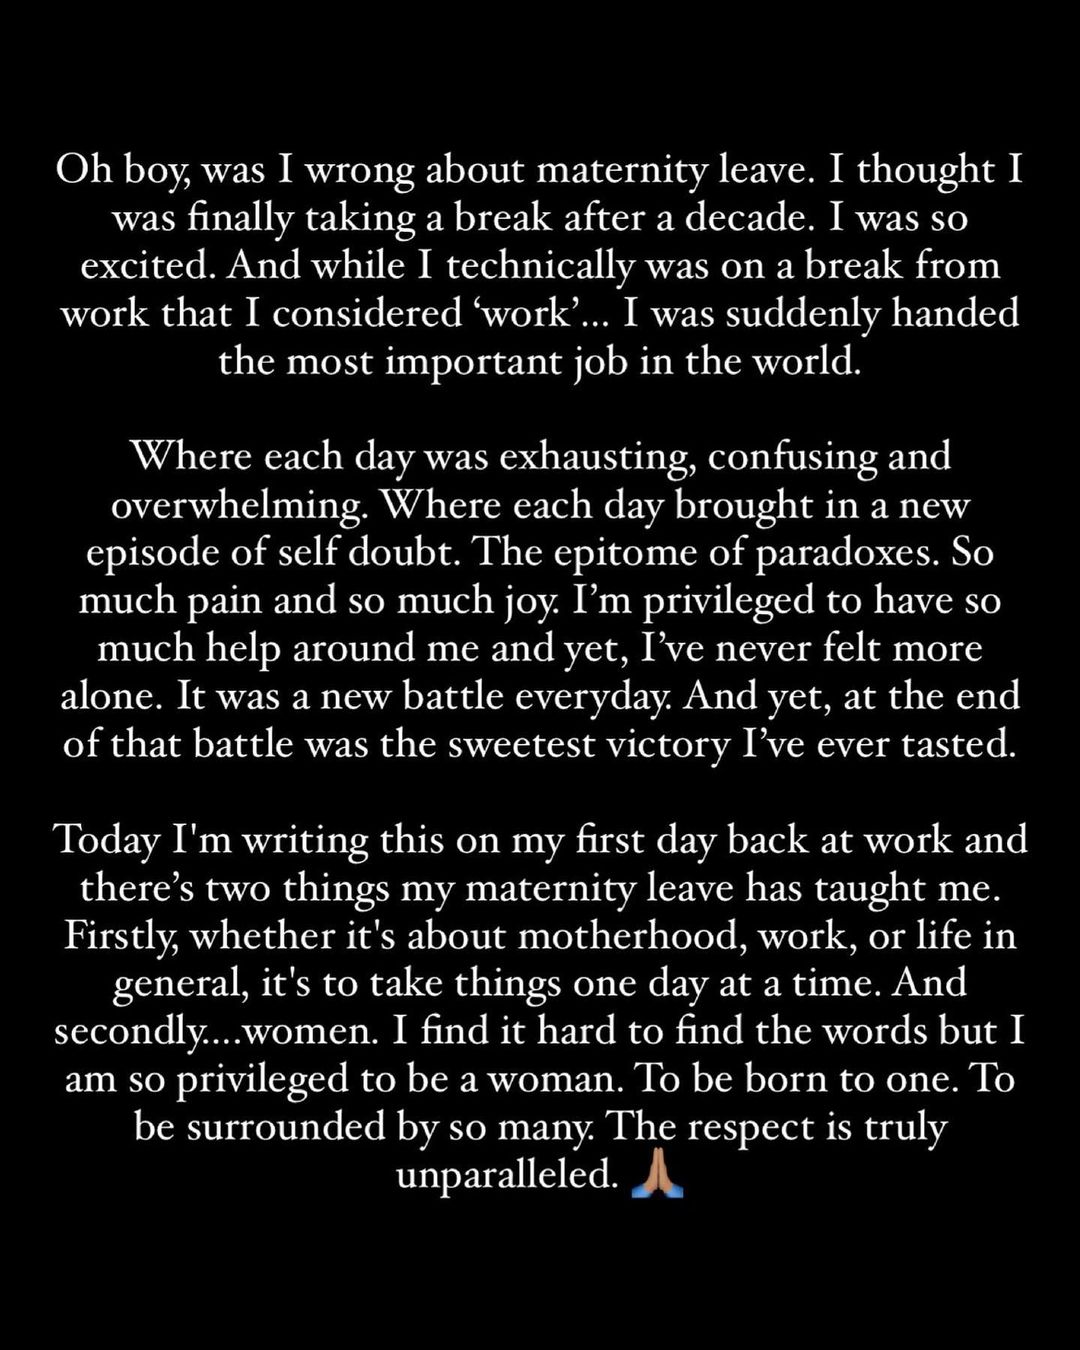 Oh boy, was I wrong about maternity leave. I thought I
was finally taking a break after a decade. I was so
excited. And while I technically was on a break from
work that I considered ‘work’... I was suddenly handed
the most important job in the world.
Where each day was exhausting, confusing and
overwhelming. Where each day brought in a new
episode of self doubt. The epitome of paradoxes. So
much pain and so much joy. I’m privileged to have so
much help around me and yet, I’ve never felt more
alone. It was a new battle everyday. And yet, at the end
of that battle was the sweetest victory I’ve ever tasted.
Today I'm writing this on my first day back at work and
there’s two things my maternity leave has taught me.
Firstly, whether it's about motherhood, work, or life in
general, it's to take things one day at a time. And
secondly....women. I find it hard to find the words but I
am so privileged to be a woman. To be born to one. To
be surrounded by so many. The respect is truly
unparalleled. 🙏🏽